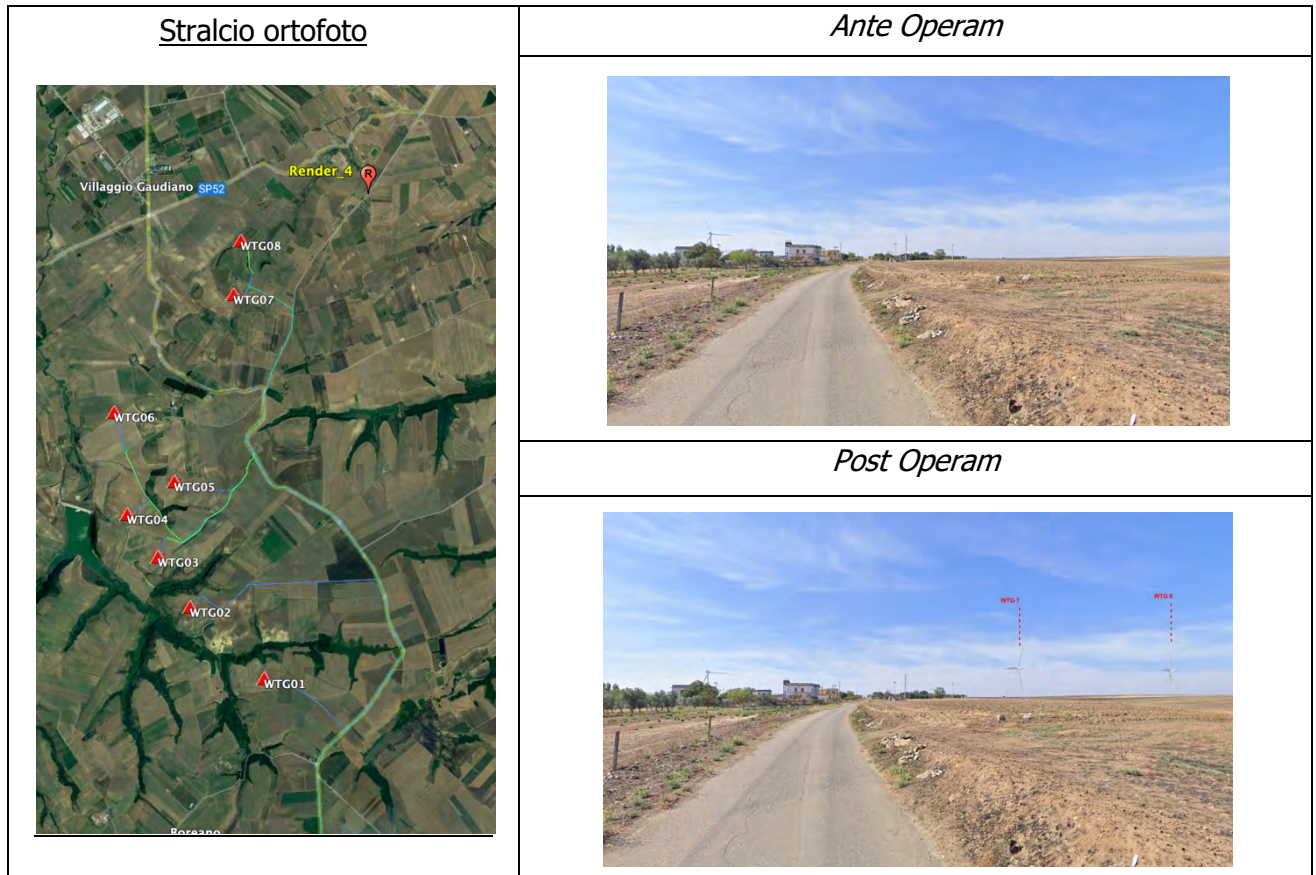 Stralcio ortofoto
Render_4
Villaggio Gaudiano SP52
WTG08
WTG07
WTG06
WTG05
WTG04
WTG03
WTG02
WTG01
Boreano
Ante Operam
Post Operam
WTG 7
WTG 8